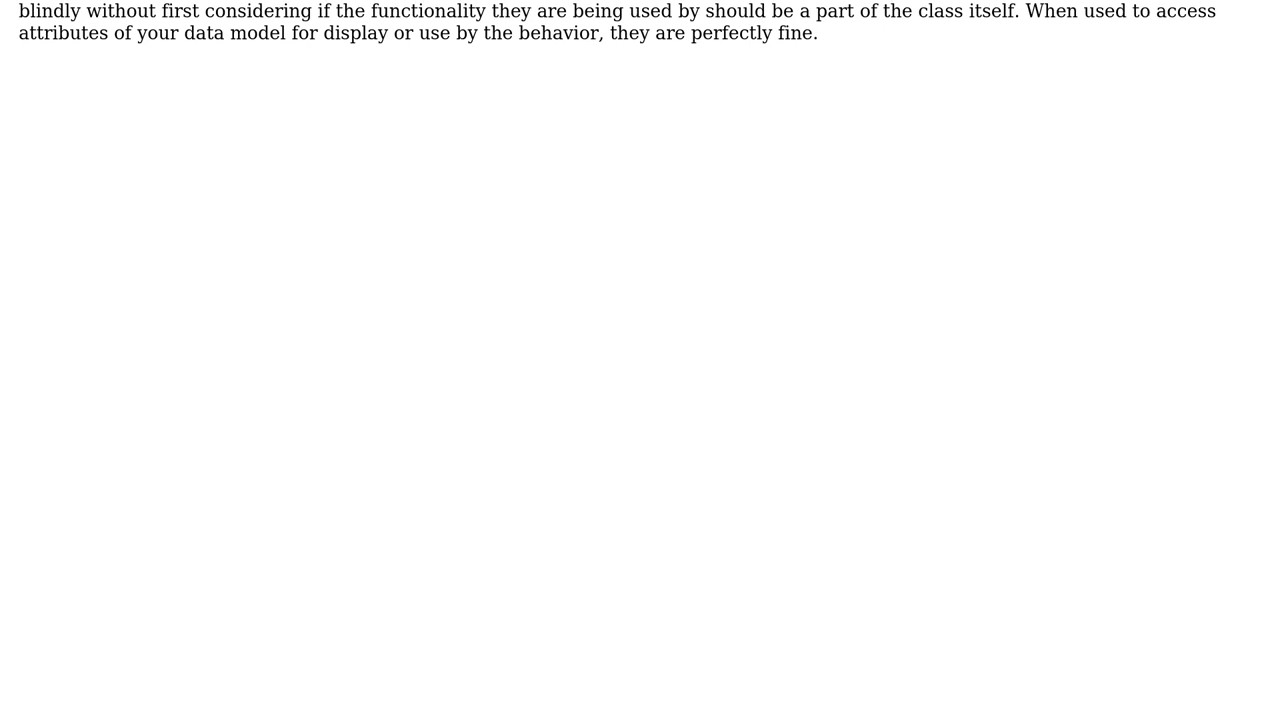 blindly without first considering if the functionality they are being used by should be a part of the class itself. When used to access
attributes of your data model for display or use by the behavior, they are perfectly fine.